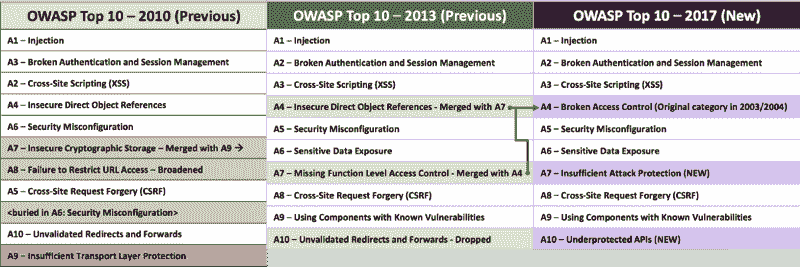 OWASP Top 10 – 2010 (Previous)
OWASP Top 10 – 2013 (Previous)
OWASP Top 10 – 2017 (New)
A1 – Injection
A1 – Injection
A1 – Injection
A3 – Broken Authentication and Session Management
A2 – Broken Authentication and Session Management
A2 – Broken Authentication and Session Management
A2 – Cross-Site Scripting (XSS)
A3 – Cross-Site Scripting (XSS)
A3 – Cross-Site Scripting (XSS)
A4 – Insecure Direct Object References
A4 – Insecure Direct Object References - Merged with A7
A4 – Broken Access Control (Original category in 2003/2004)
A6 – Security Misconfiguration
A5 – Security Misconfiguration
A5 – Security Misconfiguration
A7 – Insecure Cryptographic Storage – Merged with A9 →
A6 – Sensitive Data Exposure
A6 – Sensitive Data Exposure
A8 – Failure to Restrict URL Access – Broadened
A7 – Missing Function Level Access Control - Merged with A4
A7 – Insufficient Attack Protection (NEW)
A5 – Cross-Site Request Forgery (CSRF)
A8 – Cross-Site Request Forgery (CSRF)
A8 – Cross-Site Request Forgery (CSRF)
<buried in A6: Security Misconfiguration>
A9 – Using Components with Known Vulnerabilities
A9 – Using Components with Known Vulnerabilities
A10 – Unvalidated Redirects and Forwards
A10 – Unvalidated Redirects and Forwards - Dropped
A10 – Underprotected APIs (NEW)
A9 – Insufficient Transport Layer Protection